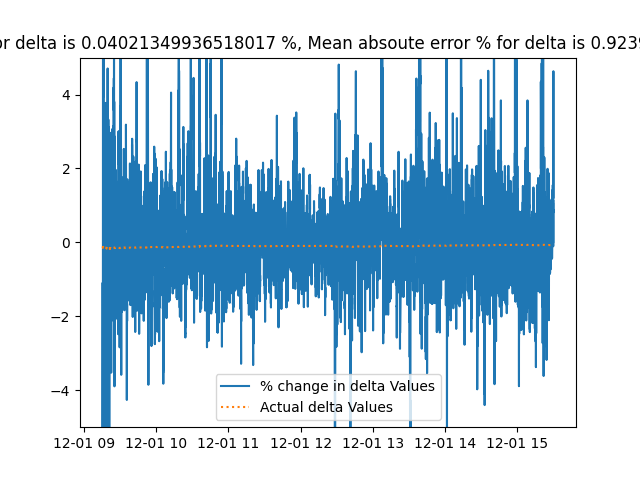 or delta is 0.04021349936518017 %, Mean absoute error % for delta is 0.9239
4
2
0
−2
−4
% change in delta Values
Actual delta Values
12-01 09 12-01 10 12-01 11 12-01 12 12-01 13 12-01 14 12-01 15